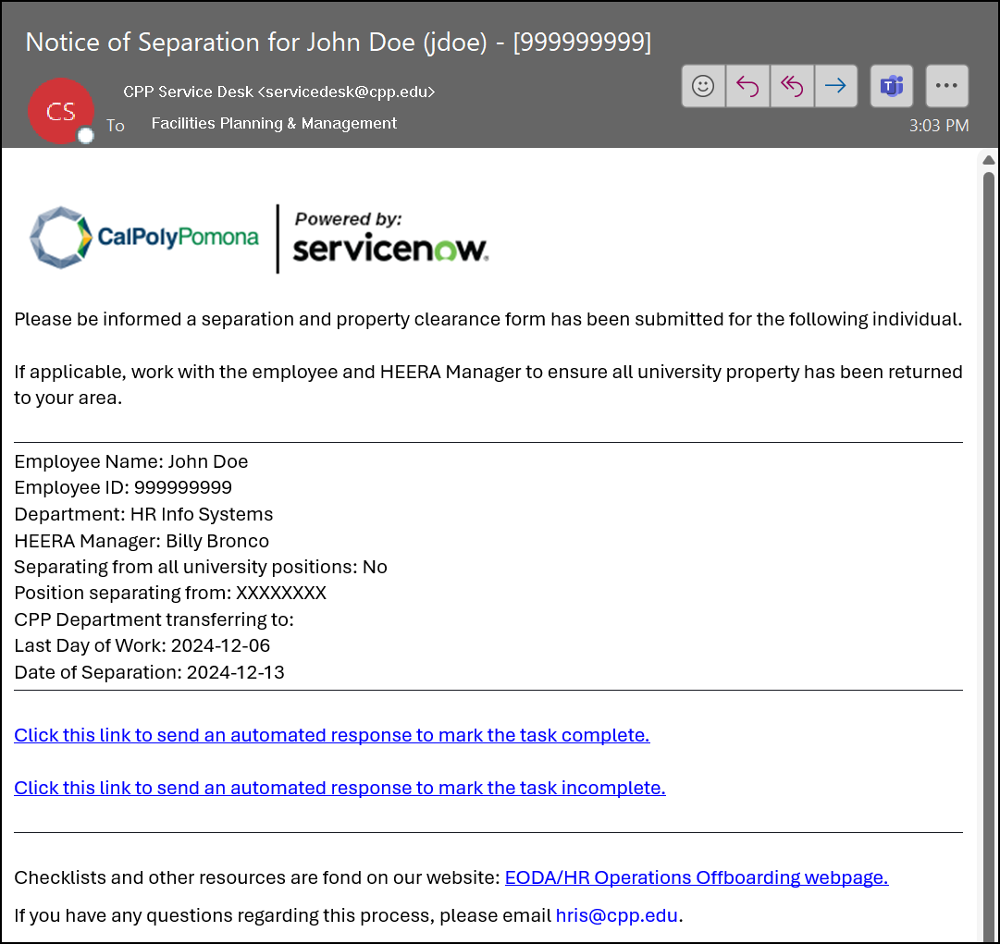 Notice of Separation for John Doe (jdoe) - [999999999]
CS
CPP Service Desk <servicedesk@cpp.edu>
To Facilities Planning & Management
3:03 PM
CalPolyPomona
Powered by:
servicenow.
Please be informed a separation and property clearance form has been submitted for the following individual.
If applicable, work with the employee and HEERA Manager to ensure all university property has been returned
to your area.
Employee Name: John Doe
Employee ID: 999999999
Department: HR Info Systems
HEERA Manager: Billy Bronco
Separating from all university positions: No
Position separating from: XXXXXXXX
CPP Department transferring to:
Last Day of Work: 2024-12-06
Date of Separation: 2024-12-13
Click this link to send an automated response to mark the task complete.
Click this link to send an automated response to mark the task incomplete.
Checklists and other resources are fond on our website: EODA/HR Operations Offboarding webpage.
If you have any questions regarding this process, please email hris@cpp.edu.